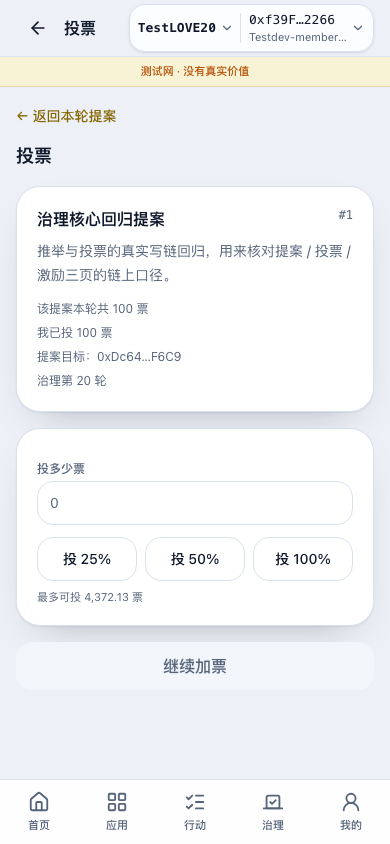 投票
TestLOVE20
0xf39F…2266
Testdev-member…
测试网 · 没有真实价值
← 返回本轮提案
投票
治理核心回归提案
#1
推举与投票的真实写链回归，用来核对提案 / 投票 /
激励三页的链上口径。
该提案本轮共 100 票
我已投 100 票
提案目标：0xDc64…F6C9
治理第 20 轮
投多少票
0
投 25%
投 50%
投 100%
最多可投 4,372.13 票
继续加票
首页
应用
行动
治理
我的